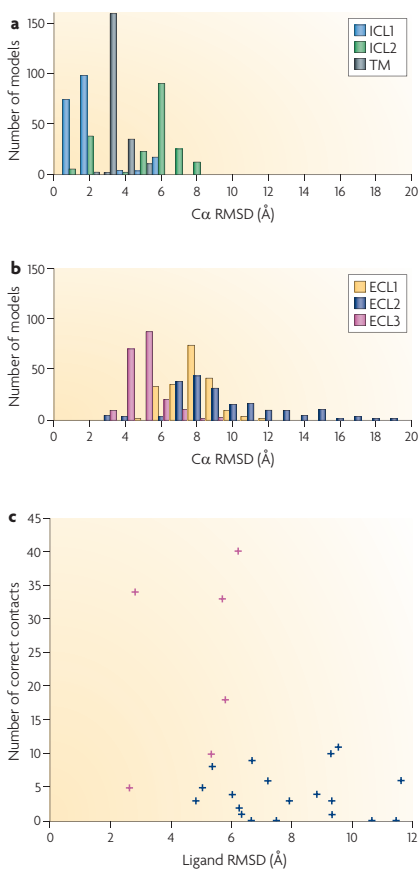 a
150
100
50
0
Number of models
ICL1
ICL2
TM
0 2 4 6 8 10 12 14 16 18 20
Cα RMSD (Å)
b
150
100
50
0
Number of models
ECL1
ECL2
ECL3
0 2 4 6 8 10 12 14 16 18 20
Cα RMSD (Å)
c
45
40
35
30
25
20
15
10
5
0
Number of correct contacts
0 2 4 6 8 10 12
Ligand RMSD (Å)